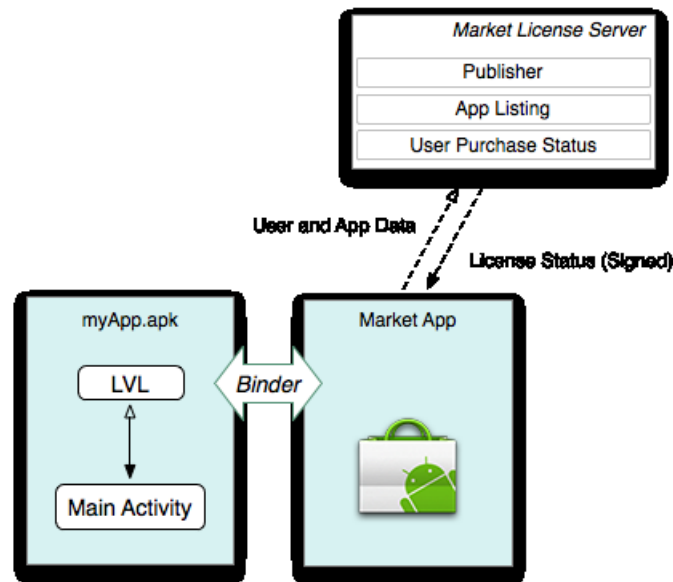 Market License Server
Publisher
App Listing
User Purchase Status
User and App Data
License Status (Signed)
myApp.apk
Market App
LVL
Binder
Main Activity